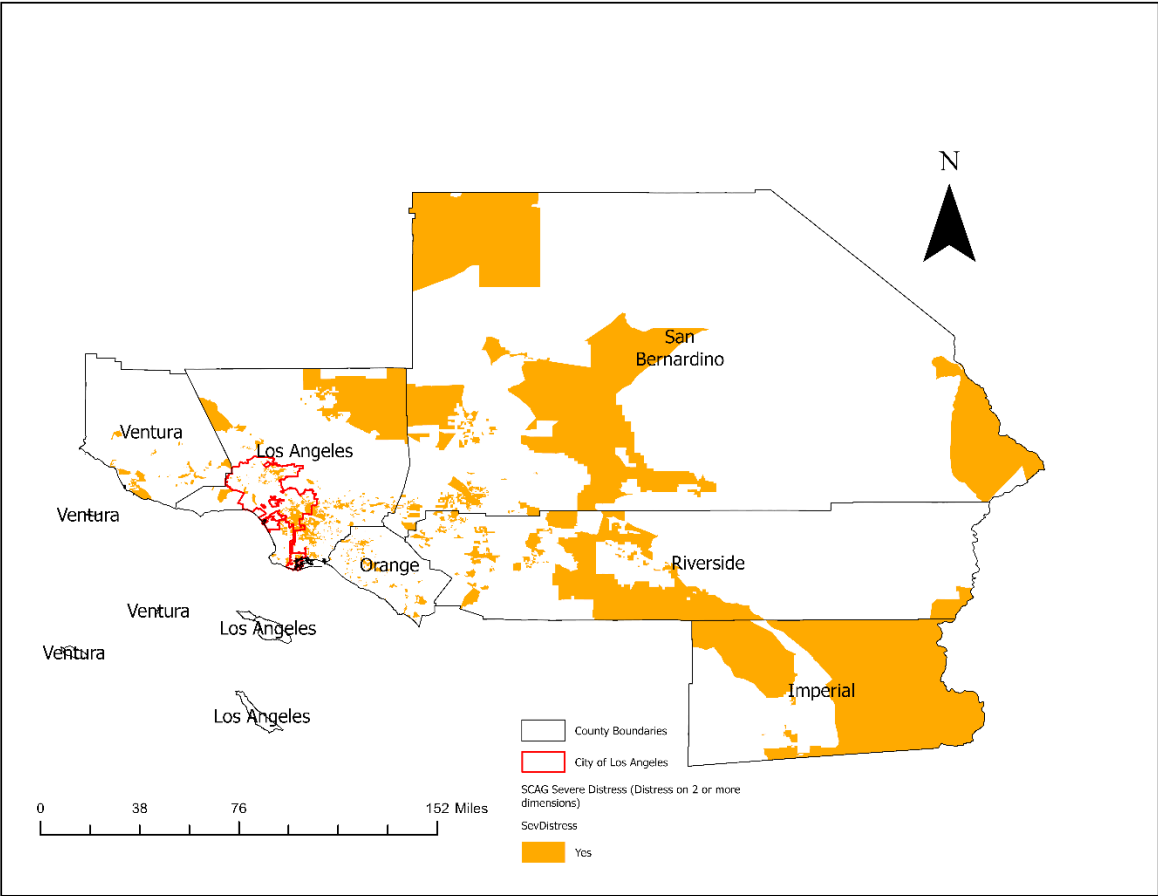 N
San
Bernardino
Ventura
Los Angeles
Ventura
Orange
Riverside
Ventura
Los Angeles
Ventura
Imperial
Los Angeles
County Boundaries
City of Los Angeles
SCAG Severe Distress (Distress on 2 or more
dimensions)
SevDistress
Yes
0 38 76 152 Miles